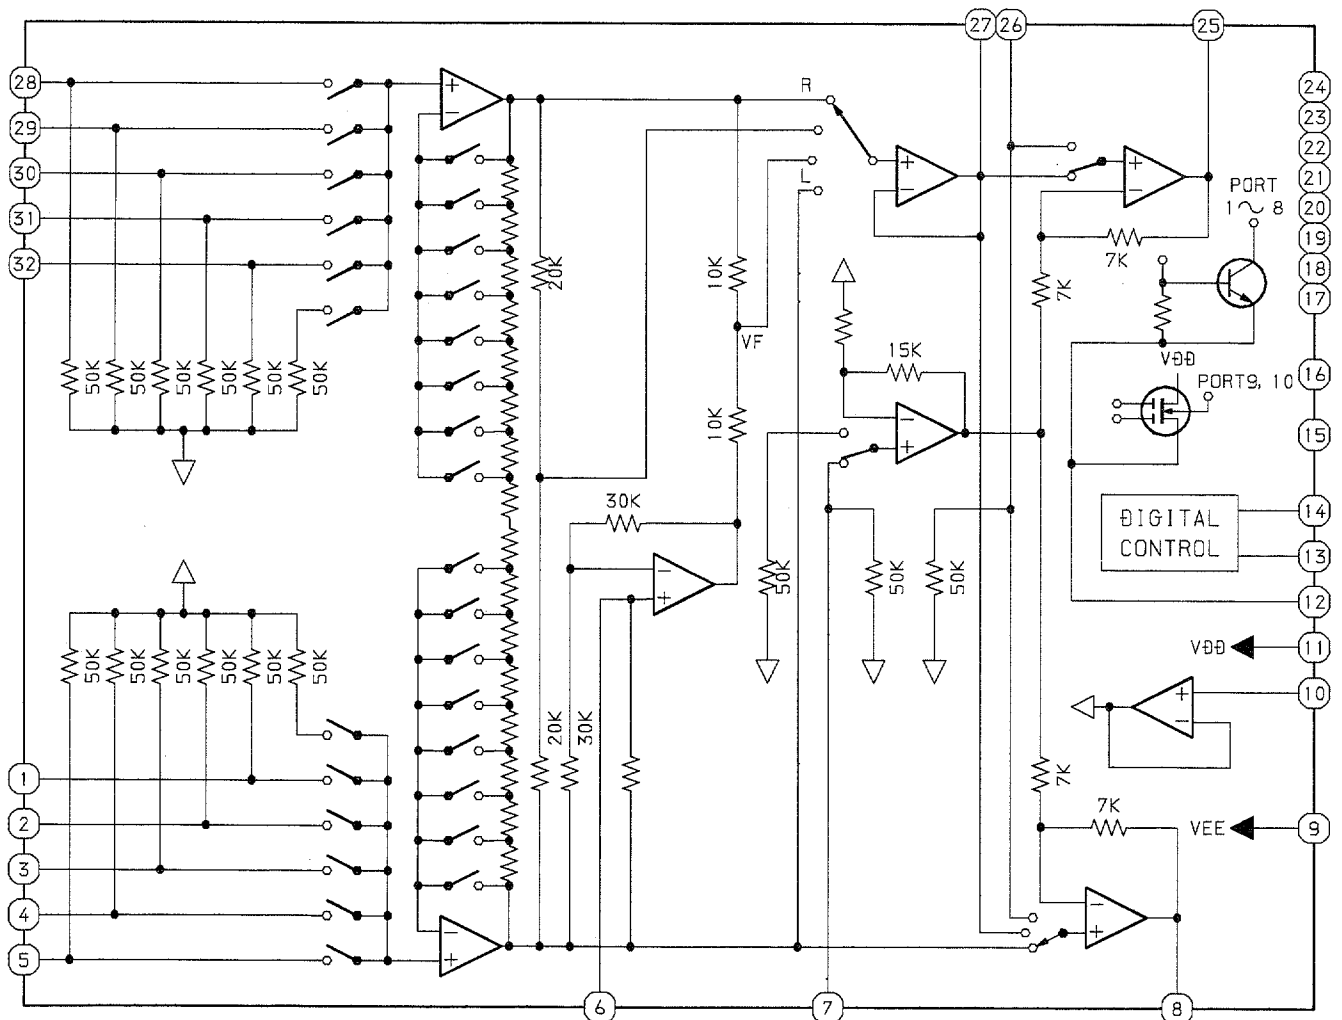 27 26 25
28
29
30
31
32
R
L
24
23
22
21
20
19
18
17
16
15
14
13
12
11
10
9
PORT
1~8
7K
7K
20K
10K
VF
10K
15K
VDD
PORT9, 10
50K 50K 50K 50K 50K 50K
30K
50K
50K
50K
DIGITAL
CONTROL
VDD
VEE
50K 50K 50K 50K 50K 50K
20K
30K
7K
7K
1
2
3
4
5
6 7 8